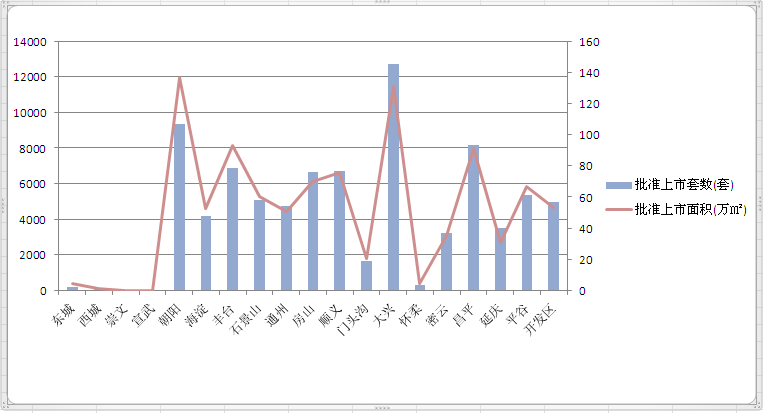 14000
12000
10000
8000
6000
4000
2000
0
160
140
120
100
80
60
40
20
0
东城
西城
崇文
宣武
朝阳
海淀
丰台
石景山
通州
房山
顺义
门头沟
大兴
怀柔
密云
昌平
延庆
平谷
开发区
批准上市套数(套)
批准上市面积(万㎡)